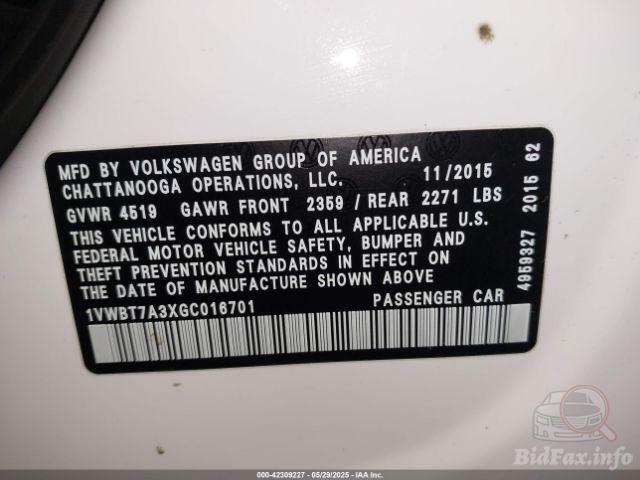 MFD BY VOLKSWAGEN GROUP OF AMERICA
CHATTANOOGA OPERATIONS, LLC. 11/2015
GVWR 4519 GAWR FRONT 2359 / REAR 2271 LBS
THIS VEHICLE CONFORMS TO ALL APPLICABLE U.S.
FEDERAL MOTOR VEHICLE SAFETY, BUMPER AND
THEFT PREVENTION STANDARDS IN EFFECT ON
THE DATE OF MANUFACTURE SHOWN ABOVE
1VWBT7A3XGC016701 PASSENGER CAR
4959327 2015 62
BidFax.info
000-42309227 - 05/29/2025 - IAA Inc.